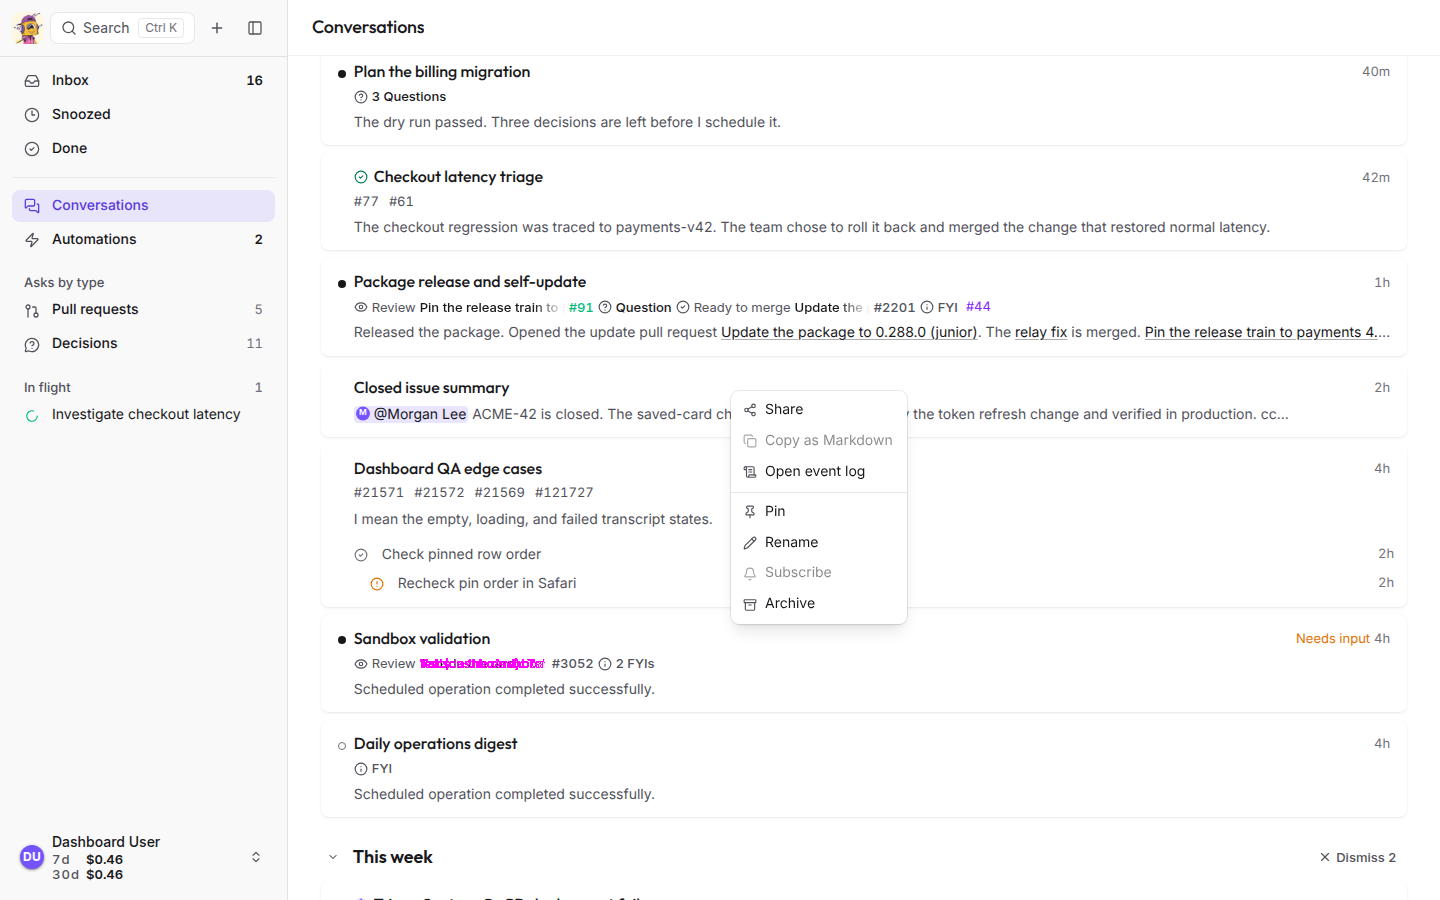 Search Ctrl K
Inbox 16
Snoozed
Done
Conversations
Automations 2
Asks by type
Pull requests 5
Decisions 11
In flight 1
Investigate checkout latency
DU Dashboard User
7d $0.46
30d $0.46
Conversations
Plan the billing migration 40m
3 Questions
The dry run passed. Three decisions are left before I schedule it.
Checkout latency triage 42m
#77 #61
The checkout regression was traced to payments-v42. The team chose to roll it back and merged the change that restored normal latency.
Package release and self-update 1h
Review Pin the release train to #91 Question Ready to merge Update the #2201 FYI #44
Released the package. Opened the update pull request Update the package to 0.288.0 (junior). The relay fix is merged. Pin the release train to payments 4....
Closed issue summary 2h
M @Morgan Lee ACME-42 is closed. The saved-card the token refresh change and verified in production. cc...
Share
Copy as Markdown
Open event log
Pin
Rename
Subscribe
Archive
Dashboard QA edge cases 4h
#21571 #21572 #21569 #121727
I mean the empty, loading, and failed transcript states.
Check pinned row order 2h
Recheck pin order in Safari 2h
Sandbox validation Needs input 4h
Review #3052 2 FYIs
Scheduled operation completed successfully.
Daily operations digest 4h
FYI
Scheduled operation completed successfully.
This week Dismiss 2